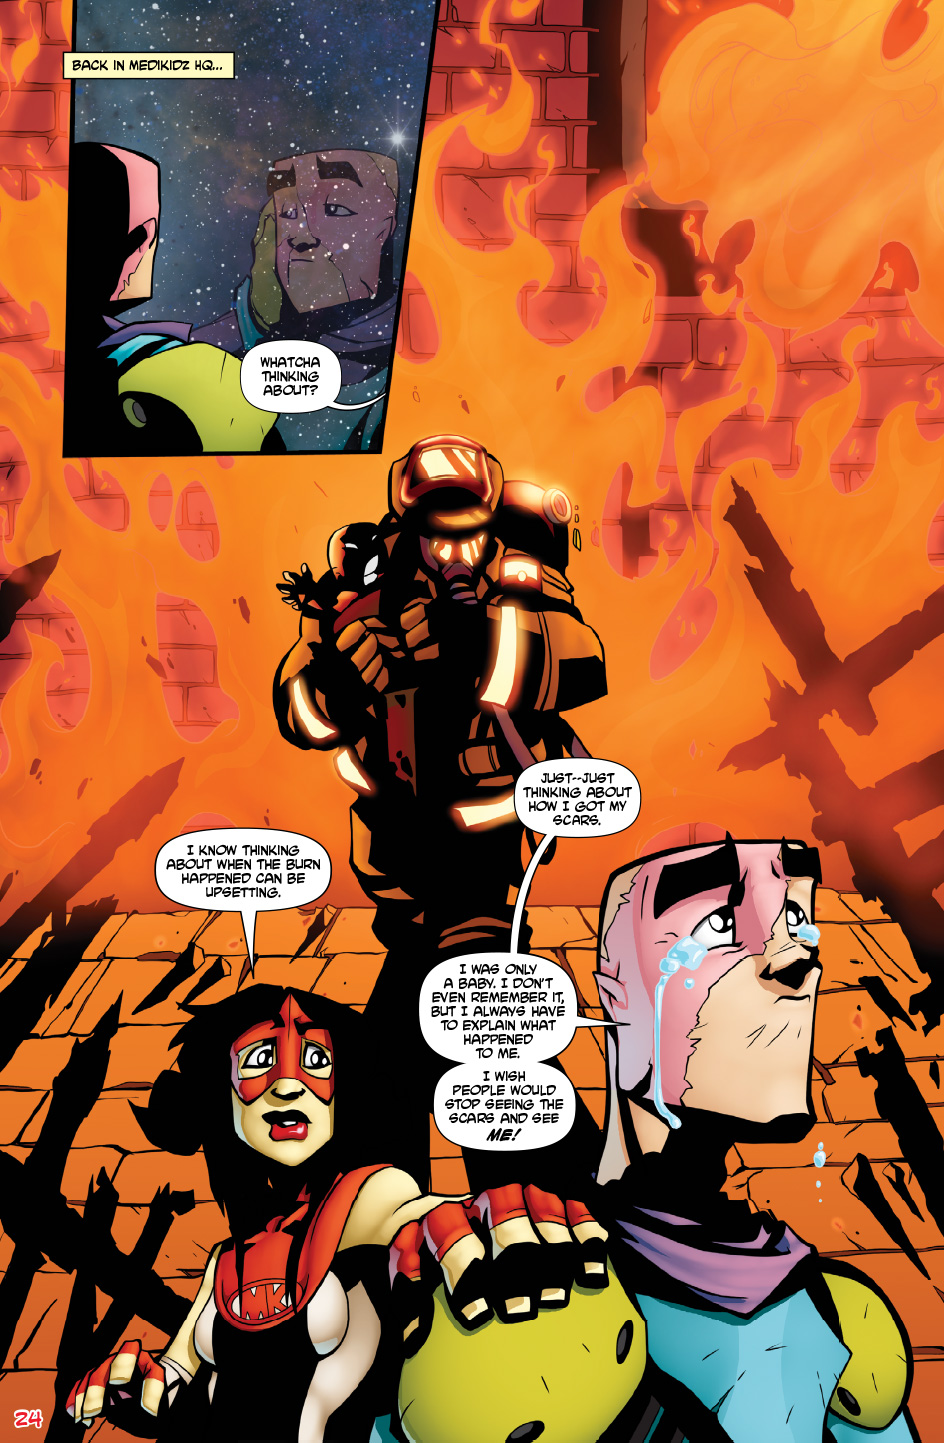 BACK IN MEDIKIDZ HQ...
WHATCHA
THINKING
ABOUT?
JUST--JUST
THINKING ABOUT
HOW I GOT MY
SCARS.
I KNOW THINKING
ABOUT WHEN THE BURN
HAPPENED CAN BE
UPSETTING.
I WAS ONLY
A BABY. I DON'T
EVEN REMEMBER IT,
BUT I ALWAYS HAVE
TO EXPLAIN WHAT
HAPPENED
TO ME.
I WISH
PEOPLE WOULD
STOP SEEING THE
SCARS AND SEE
ME!
MK
24